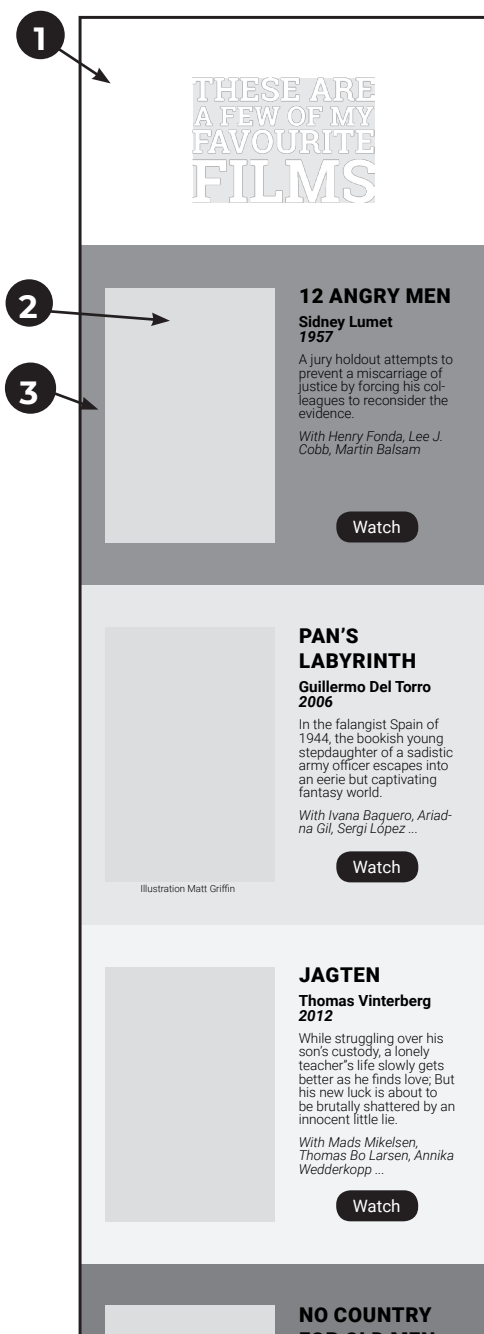 1
THESE ARE
A FEW OF MY
FAVOURITE
FILMS
2
3
12 ANGRY MEN
Sidney Lumet
1957
A jury holdout attempts to
prevent a miscarriage of
justice by forcing his col-
leagues to reconsider the
evidence.
With Henry Fonda, Lee J.
Cobb, Martin Balsam
Watch
PAN'S
LABYRINTH
Guillermo Del Torro
2006
In the falangist Spain of
1944, the bookish young
stepdaughter of a sadistic
army officer escapes into
an eerie but captivating
fantasy world.
With Ivana Baquero, Ariad-
na Gil, Sergi López ...
Watch
Illustration Matt Griffin
JAGTEN
Thomas Vinterberg
2012
While struggling over his
son's custody, a lonely
teacher"s life slowly gets
better as he finds love; But
his new luck is about to
be brutally shattered by an
innocent little lie.
With Mads Mikelsen,
Thomas Bo Larsen, Annika
Wedderkopp ...
Watch
NO COUNTRY
FOR OLD MEN